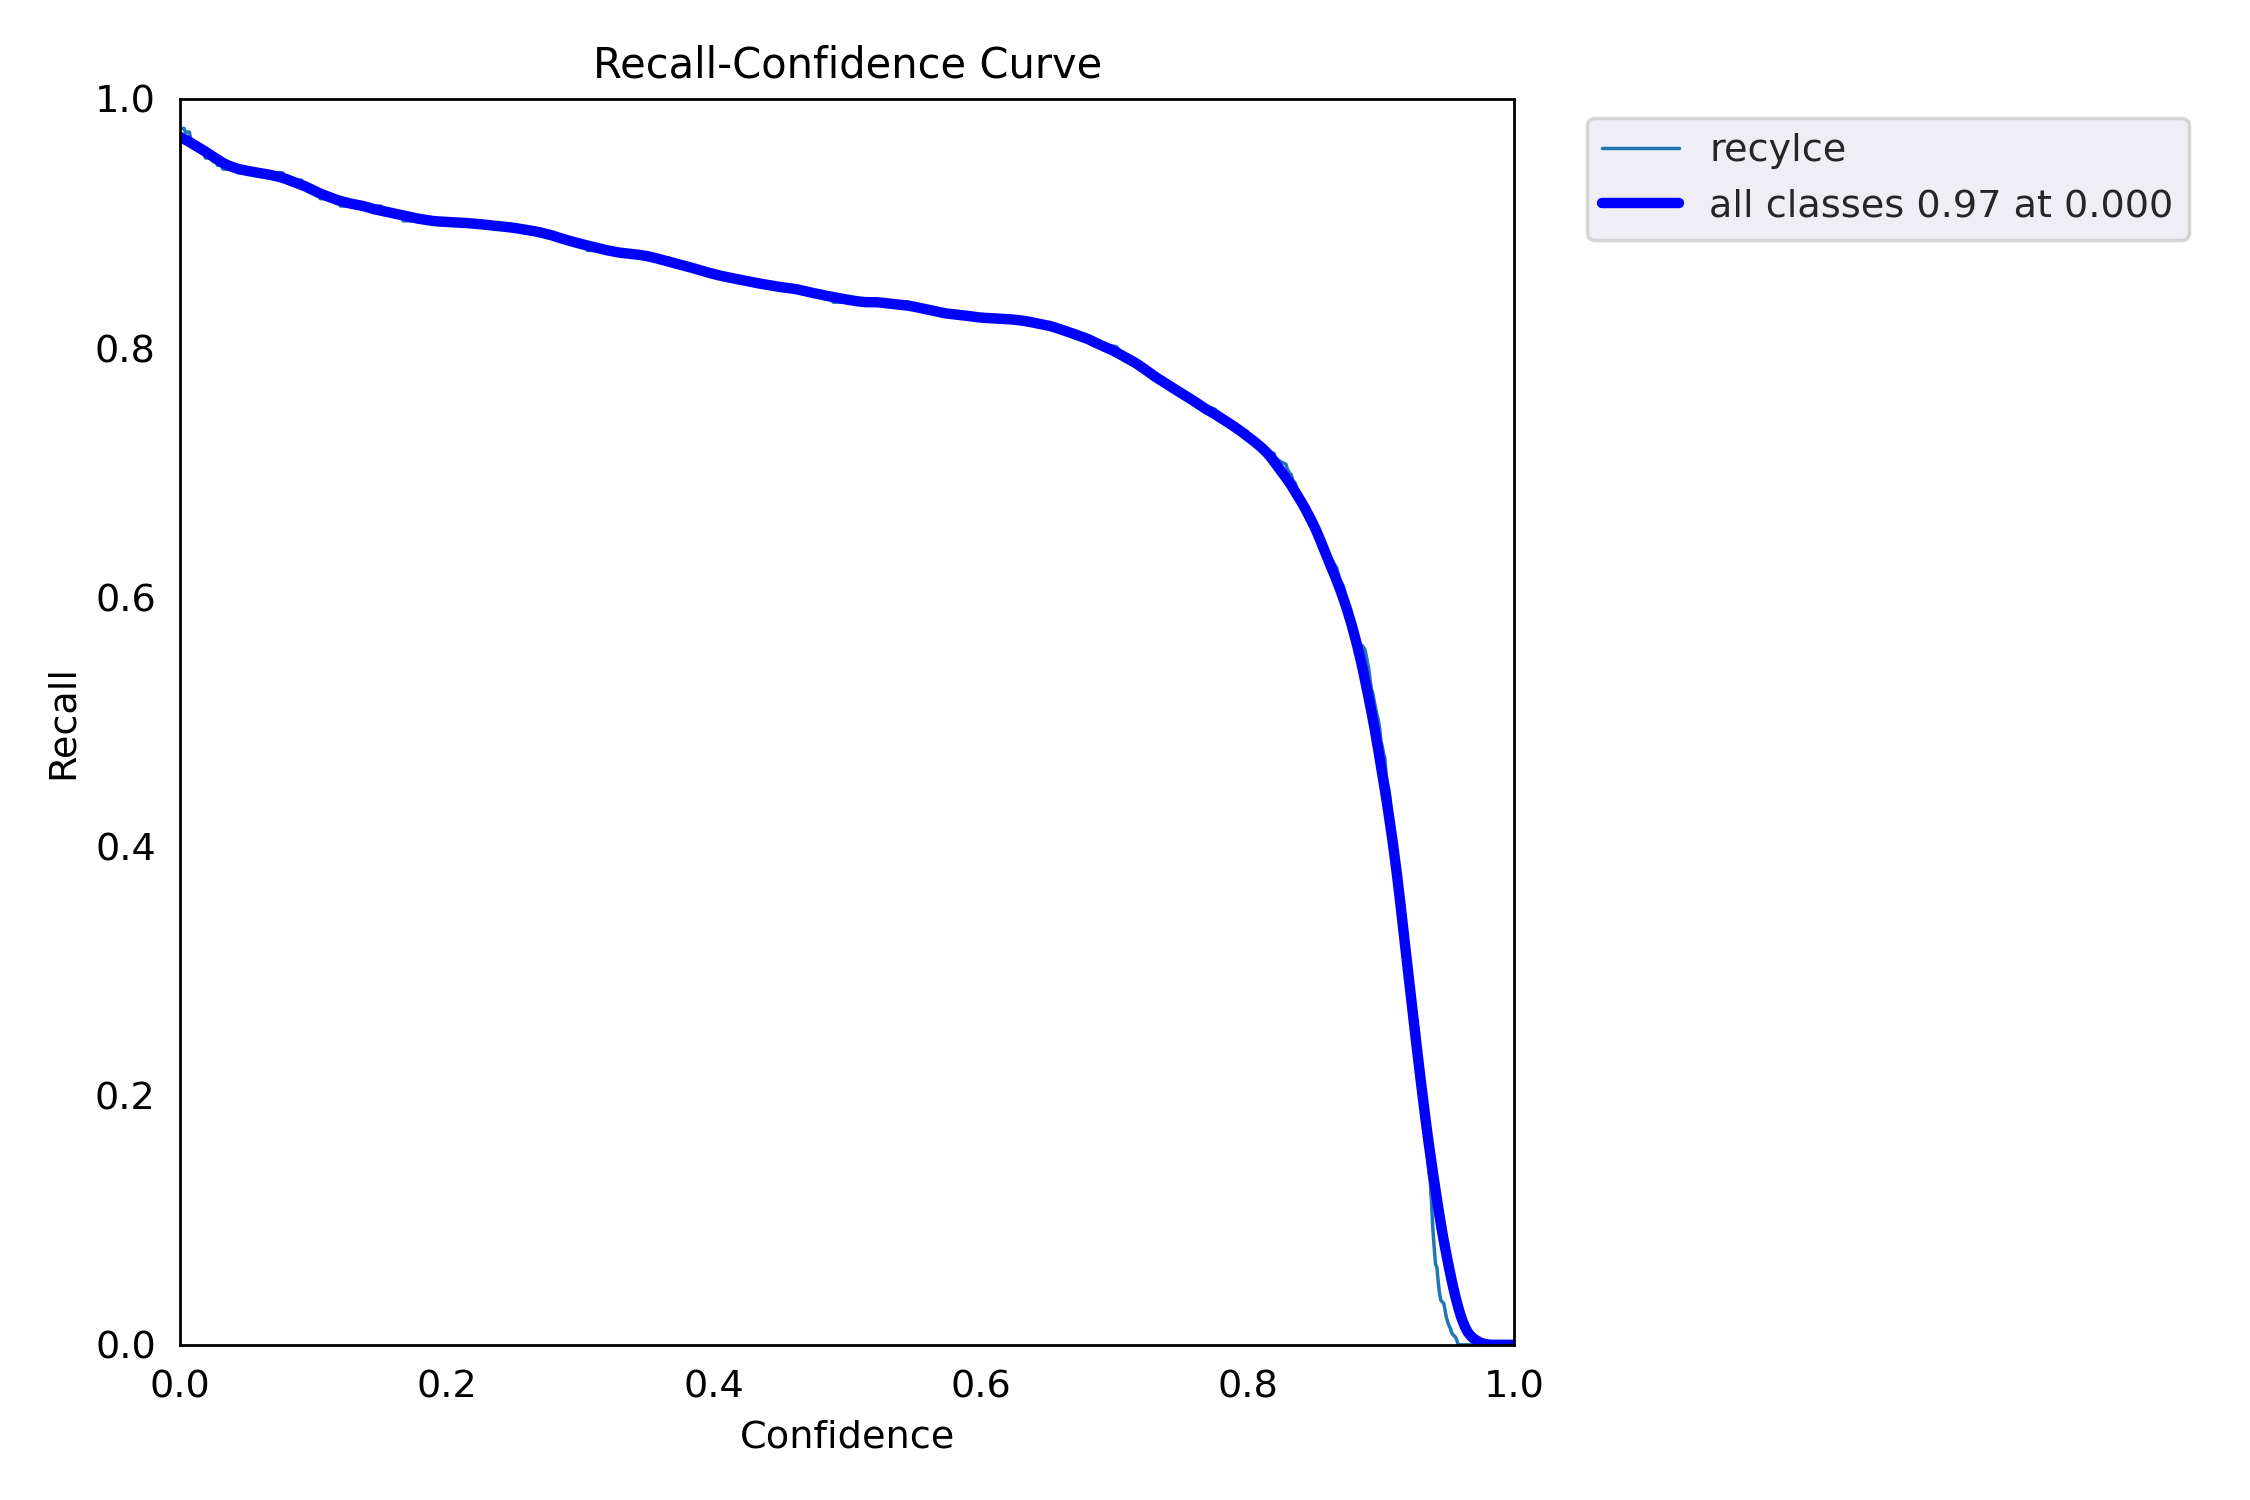 Recall-Confidence Curve
1.0
0.8
0.6
0.4
0.2
0.0
Recall
0.0 0.2 0.4 0.6 0.8 1.0
Confidence
recylce
all classes 0.97 at 0.000